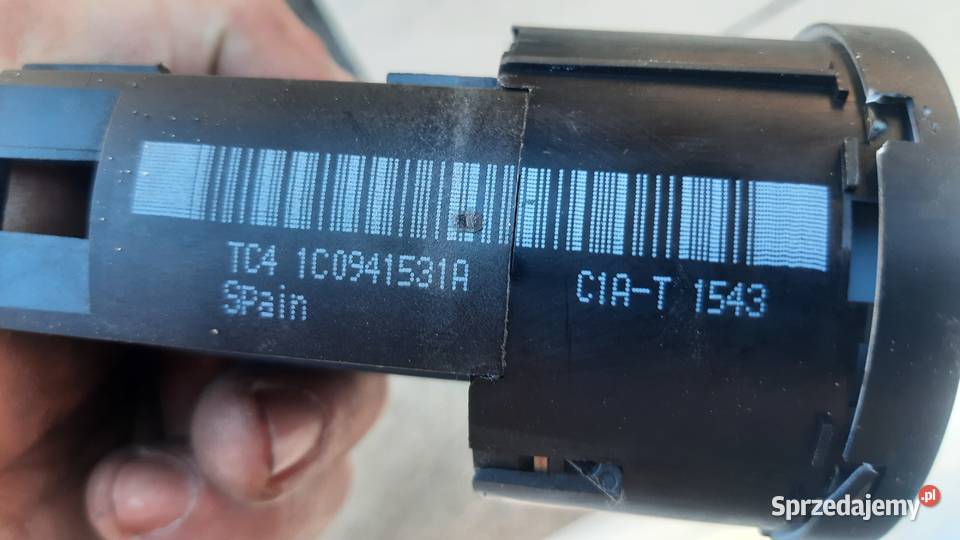 TC4 1C0941531A
Spain
C1A-T 1543
Sprzedajemy.pl